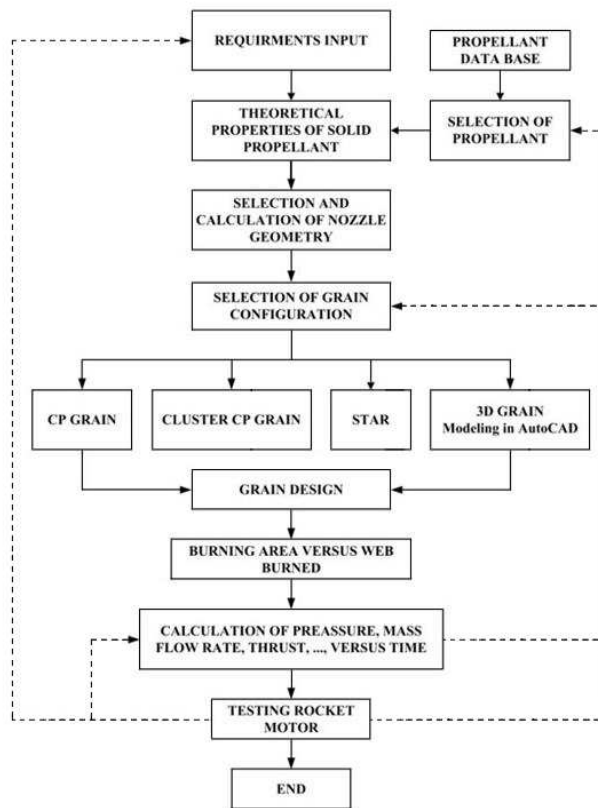 REQUIRMENTS INPUT
PROPELLANT
DATA BASE
THEORETICAL
PROPERTIES OF SOLID
PROPELLANT
SELECTION OF
PROPELLANT
SELECTION AND
CALCULATION OF NOZZLE
GEOMETRY
SELECTION OF GRAIN
CONFIGURATION
CP GRAIN
CLUSTER CP GRAIN
STAR
3D GRAIN
Modeling in AutoCAD
GRAIN DESIGN
BURNING AREA VERSUS WEB
BURNED
CALCULATION OF PREASSURE, MASS
FLOW RATE, THRUST, ..., VERSUS TIME
TESTING ROCKET
MOTOR
END